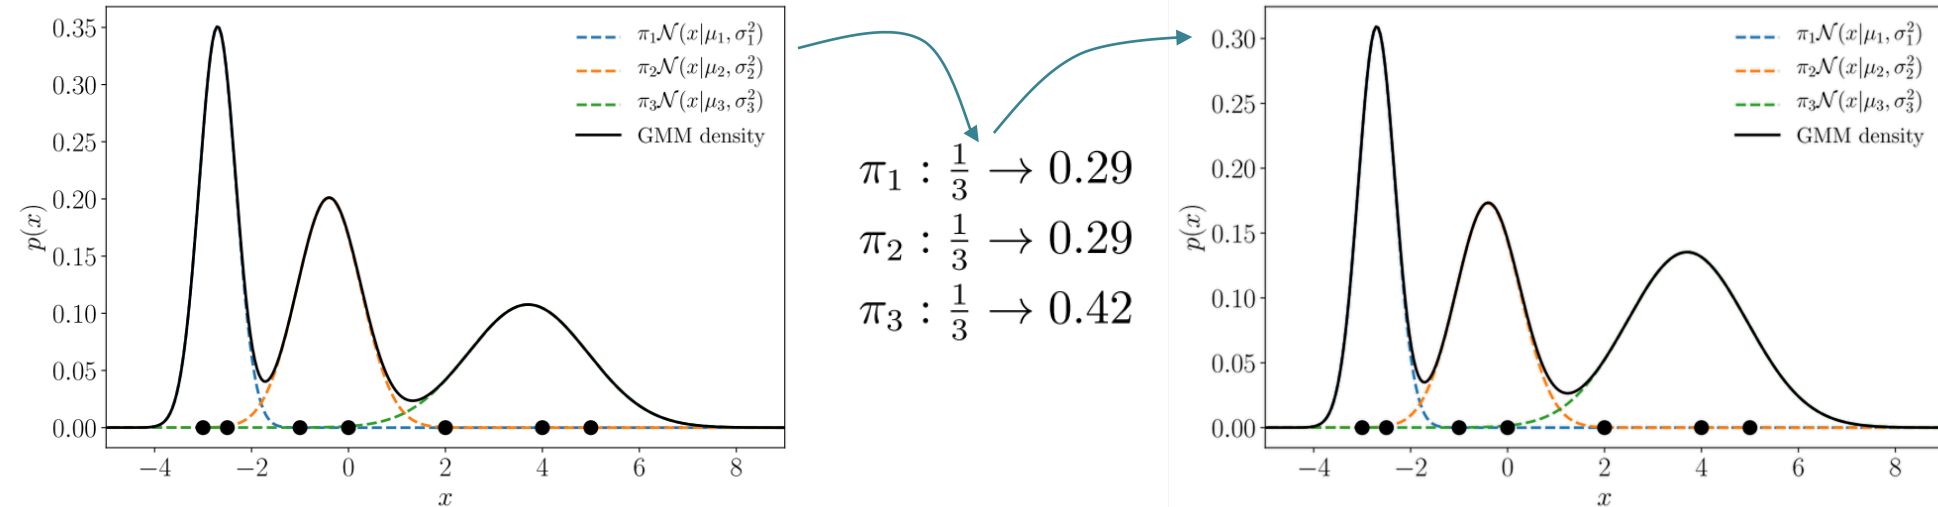 0.35
0.30
0.25
0.20
0.15
0.10
0.05
0.00
p(x)
−4 −2 0 2 4 6 8
x
π₁𝒩(x|μ₁, σ₁²)
π₂𝒩(x|μ₂, σ₂²)
π₃𝒩(x|μ₃, σ₃²)
GMM density
π₁ : 1/3 → 0.29
π₂ : 1/3 → 0.29
π₃ : 1/3 → 0.42
0.30
0.25
0.20
0.15
0.10
0.05
0.00
p(x)
−4 −2 0 2 4 6 8
x
π₁𝒩(x|μ₁, σ₁²)
π₂𝒩(x|μ₂, σ₂²)
π₃𝒩(x|μ₃, σ₃²)
GMM density